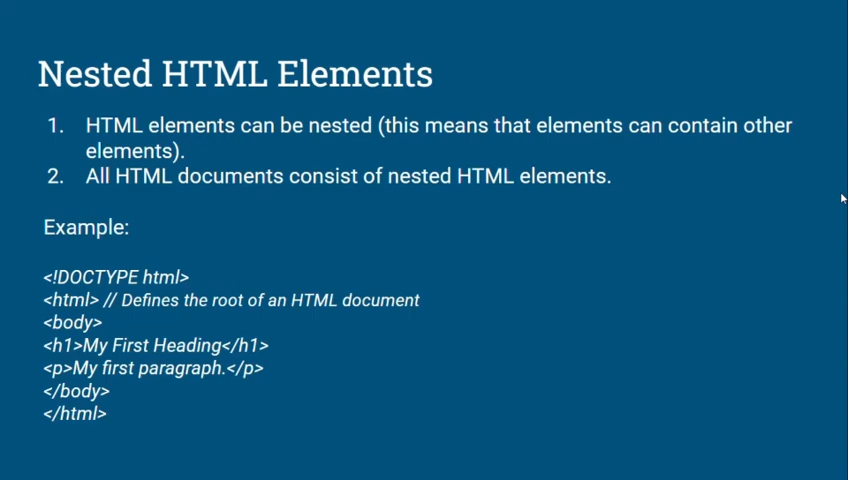 Nested HTML Elements
1. HTML elements can be nested (this means that elements can contain other
elements).
2. All HTML documents consist of nested HTML elements.
Example:
<!DOCTYPE html>
<html> // Defines the root of an HTML document
<body>
<h1>My First Heading</h1>
<p>My first paragraph.</p>
</body>
</html>